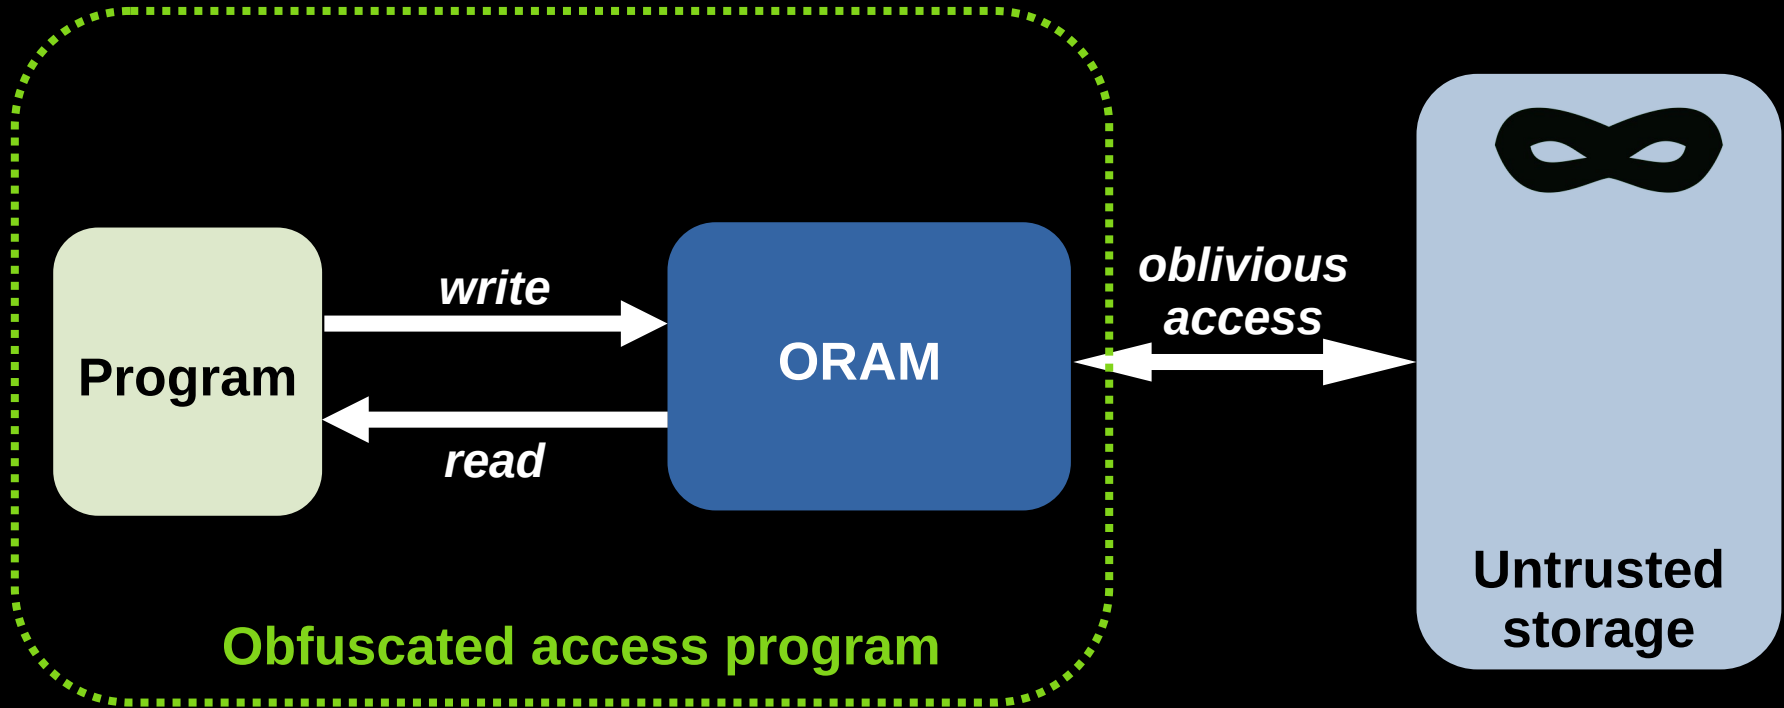 write
Program
ORAM
read
oblivious
access
Untrusted
storage
Obfuscated access program